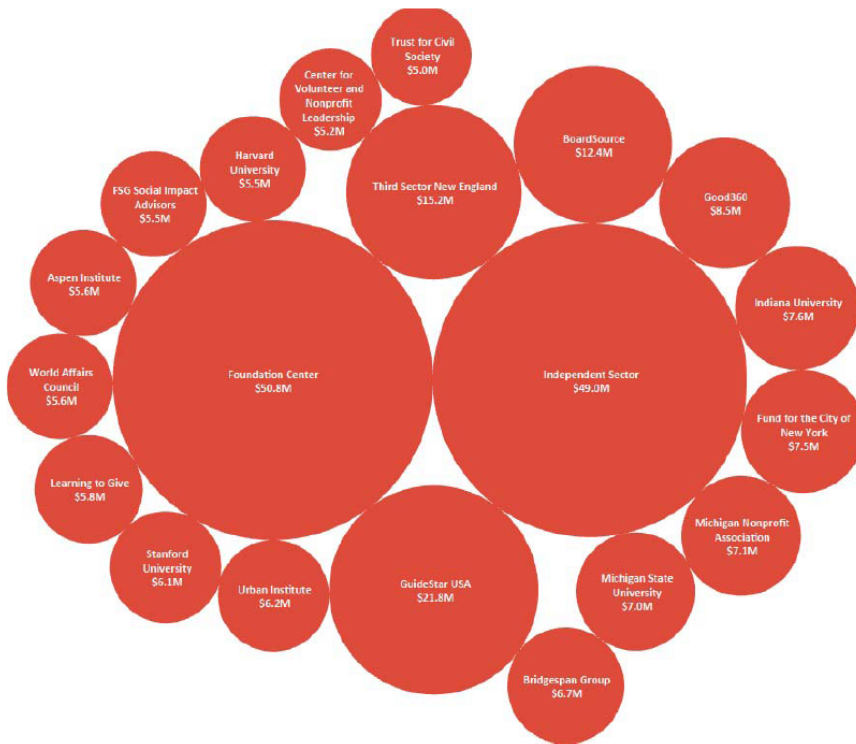 Trust for Civil
Society
$5.0M
Center for
Volunteer and
Nonprofit
Leadership
$5.2M
BoardSource
$12.4M
Harvard
University
$5.5M
Third Sector New England
$15.2M
FSG Social Impact
Advisors
$5.5M
Good360
$8.5M
Aspen Institute
$5.6M
Indiana University
$7.6M
World Affairs
Council
$5.6M
Foundation Center
$50.8M
Independent Sector
$49.0M
Fund for the City of
New York
$7.5M
Learning to Give
$5.8M
Michigan Nonprofit
Association
$7.1M
Stanford
University
$6.1M
Urban Institute
$6.2M
GuideStar USA
$21.8M
Michigan State
University
$7.0M
Bridgespan Group
$6.7M